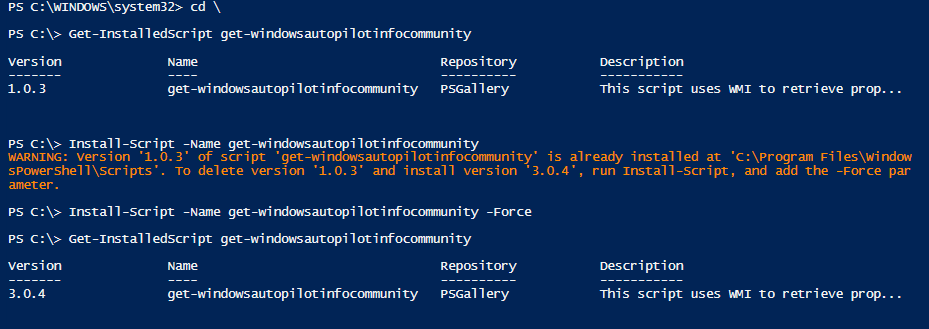 PS C:\WINDOWS\system32> cd \
PS C:\> Get-InstalledScript get-windowsautopilotinfocommunity
Version Name Repository Description
------- ---- ---------- -----------
1.0.3 get-windowsautopilotinfocommunity PSGallery This script uses WMI to retrieve prop...
PS C:\> Install-Script -Name get-windowsautopilotinfocommunity
WARNING: Version '1.0.3' of script 'get-windowsautopilotinfocommunity' is already installed at 'C:\Program Files\Window
sPowerShell\Scripts'. To delete version '1.0.3' and install version '3.0.4', run Install-Script, and add the -Force par
ameter.
PS C:\> Install-Script -Name get-windowsautopilotinfocommunity -Force
PS C:\> Get-InstalledScript get-windowsautopilotinfocommunity
Version Name Repository Description
------- ---- ---------- -----------
3.0.4 get-windowsautopilotinfocommunity PSGallery This script uses WMI to retrieve prop...